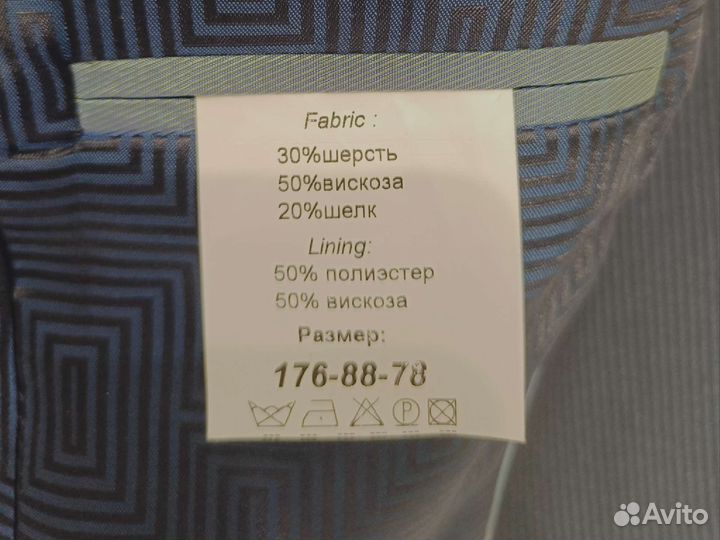 Fabric :
30%шерсть
50%вискоза
20%шелк
Lining:
50% полиэстер
50% вискоза
Размер:
176-88-78
P
Avito